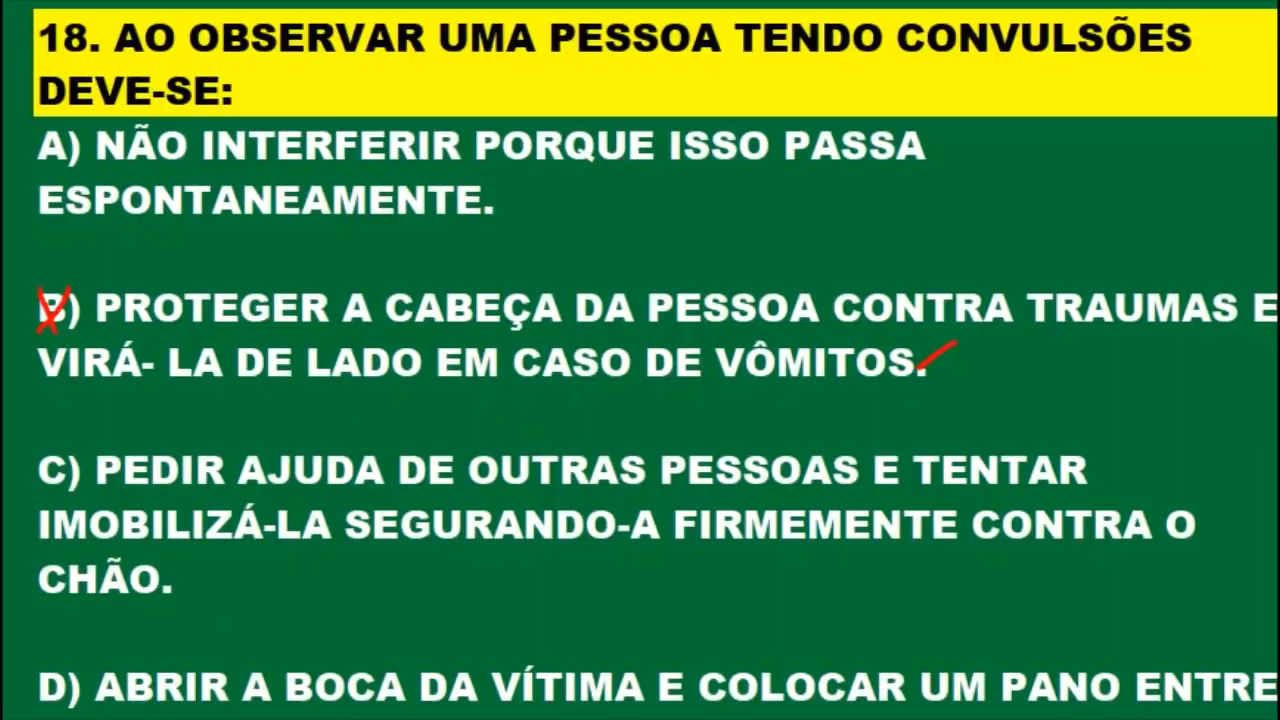 18. AO OBSERVAR UMA PESSOA TENDO CONVULSÕES
DEVE-SE:
A) NÃO INTERFERIR PORQUE ISSO PASSA
ESPONTANEAMENTE.
B) PROTEGER A CABEÇA DA PESSOA CONTRA TRAUMAS E
VIRÁ- LA DE LADO EM CASO DE VÔMITOS.
C) PEDIR AJUDA DE OUTRAS PESSOAS E TENTAR
IMOBILIZÁ-LA SEGURANDO-A FIRMEMENTE CONTRA O
CHÃO.
D) ABRIR A BOCA DA VÍTIMA E COLOCAR UM PANO ENTRE